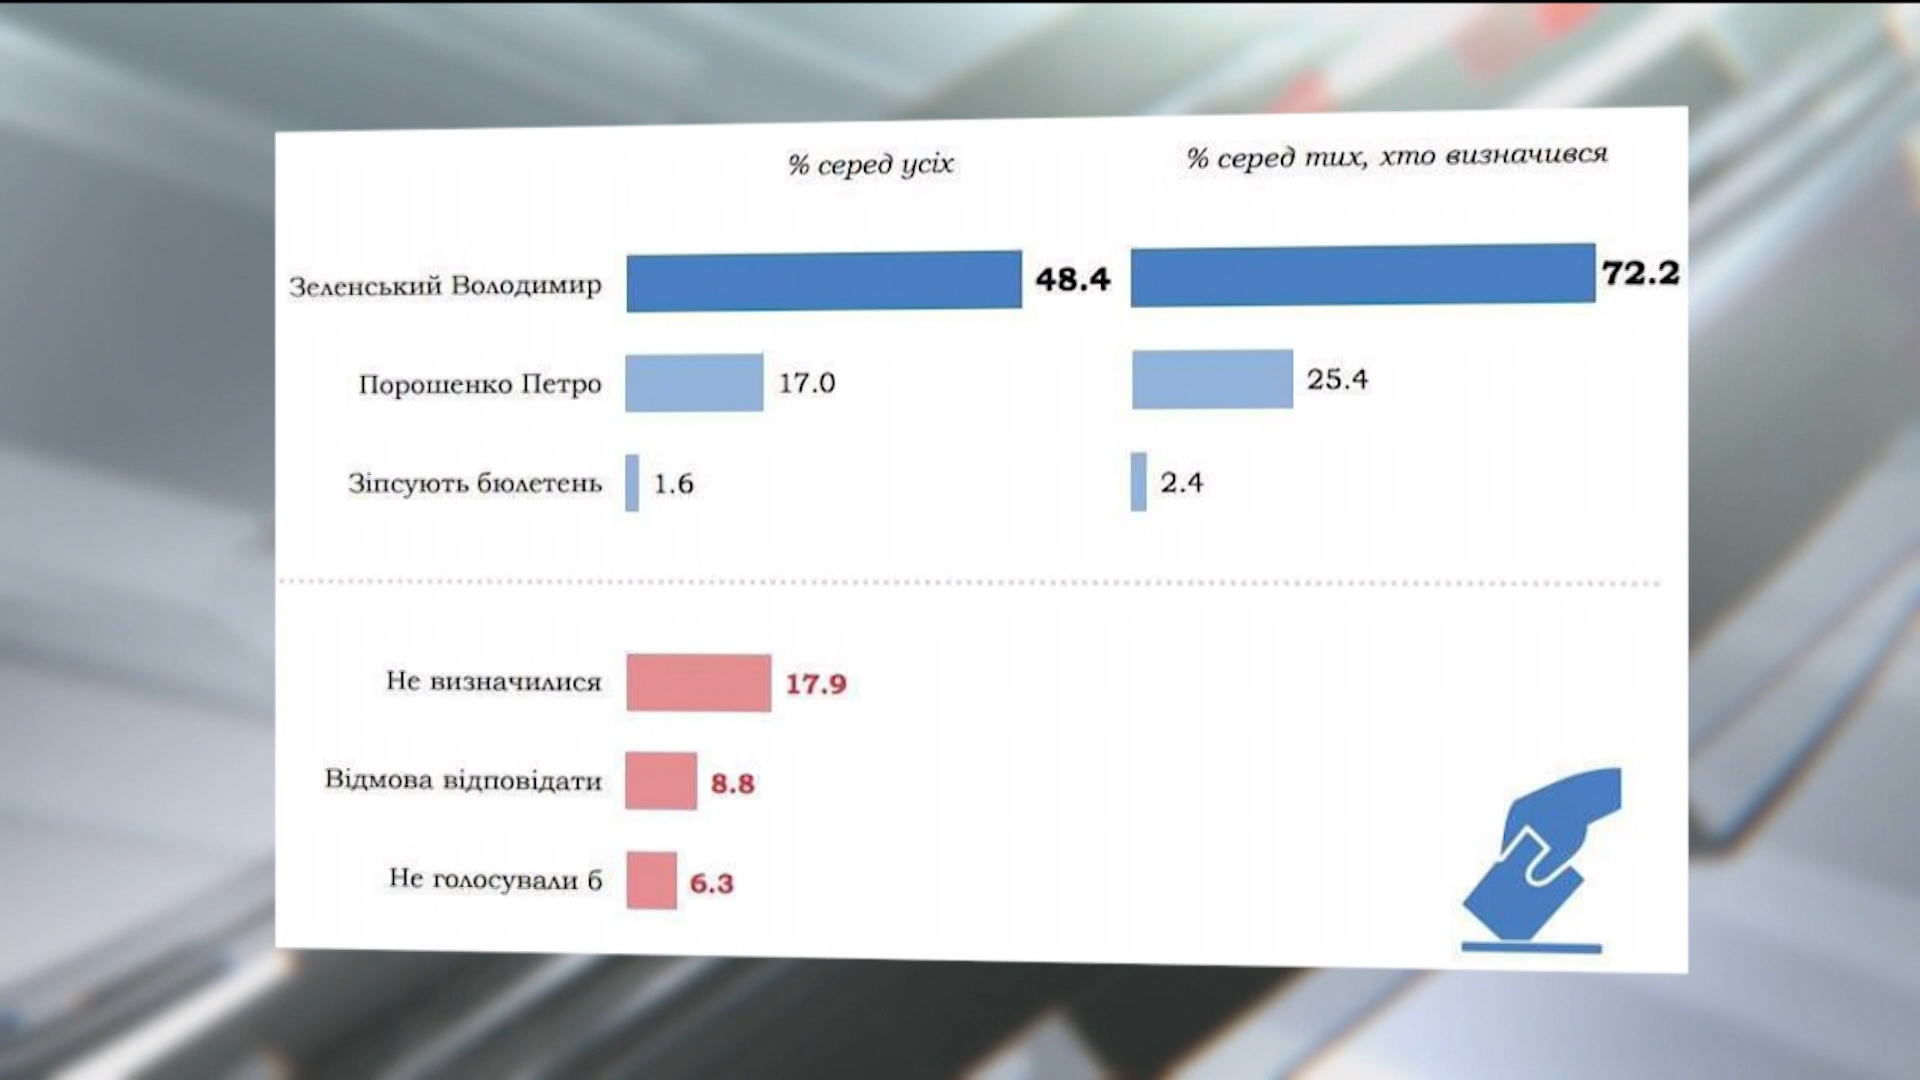 % серед усіх
% серед тих, хто визначився
Зеленський Володимир 48.4 72.2
Порошенко Петро 17.0 25.4
Зіпсують бюлетень 1.6 2.4
Не визначилися 17.9
Відмова відповідати 8.8
Не голосували б 6.3